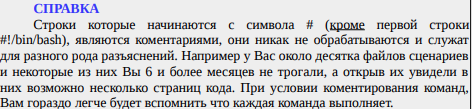 СПРАВКА
Строки которые начинаются с символа # (кроме первой строки
#!/bin/bash), являются коментариями, они никак не обрабатываются и служат
для разного рода разъяснений. Например у Вас около десятка файлов сценариев
и некоторые из них Вы 6 и более месяцев не трогали, а открыв их увидели в
них возможно несколько страниц кода. При условии коментирования команд,
Вам гораздо легче будет вспомнить что каждая команда выполняет.